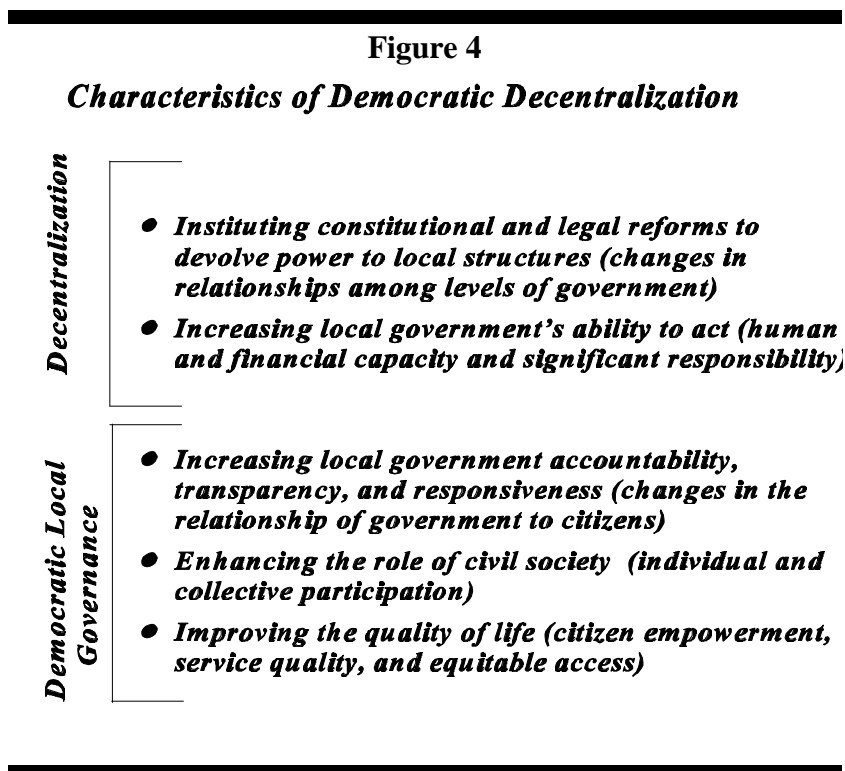 Figure 4
Characteristics of Democratic Decentralization
Decentralization
● Instituting constitutional and legal reforms to
devolve power to local structures (changes in
relationships among levels of government)
● Increasing local government's ability to act (human
and financial capacity and significant responsibility)
Democratic Local
Governance
● Increasing local government accountability,
transparency, and responsiveness (changes in the
relationship of government to citizens)
● Enhancing the role of civil society (individual and
collective participation)
● Improving the quality of life (citizen empowerment,
service quality, and equitable access)